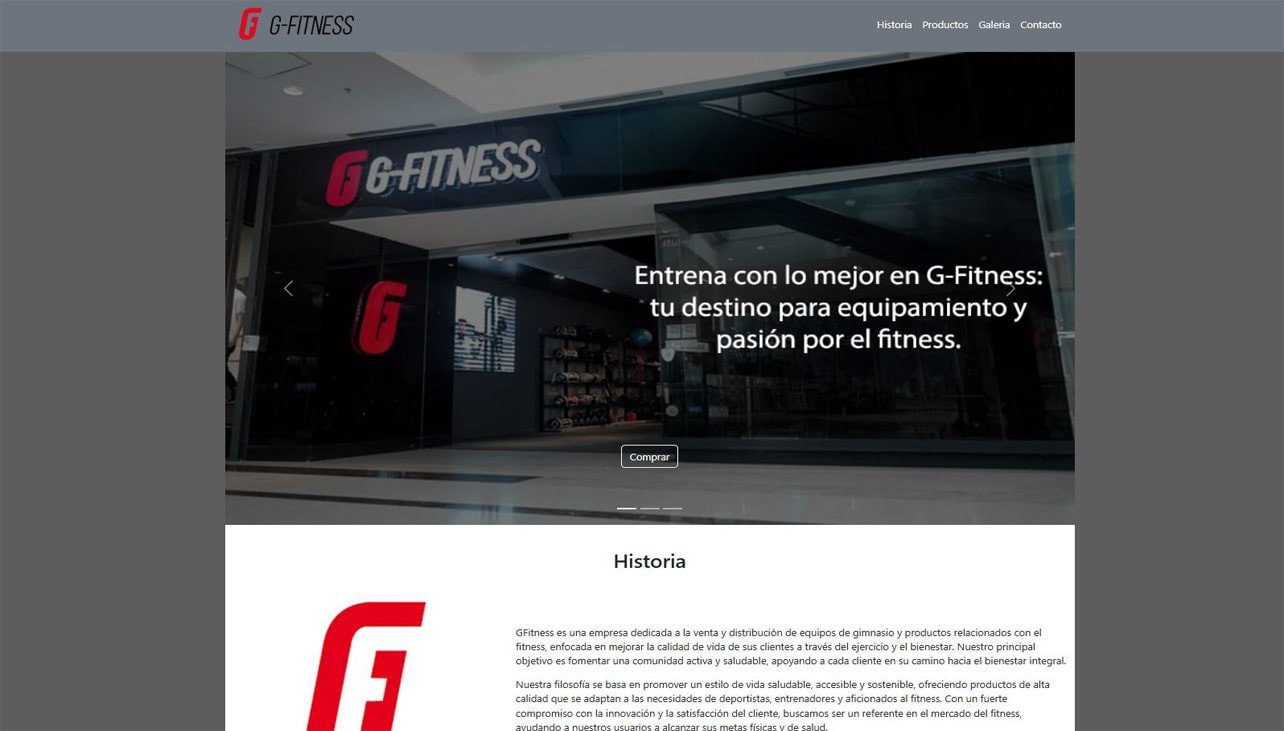 G-FITNESS
Historia Productos Galeria Contacto
G-FITNESS
Entrena con lo mejor en G-Fitness:
tu destino para equipamiento y
pasión por el fitness.
Comprar
Historia
GFitness es una empresa dedicada a la venta y distribución de equipos de gimnasio y productos relacionados con el
fitness, enfocada en mejorar la calidad de vida de sus clientes a través del ejercicio y el bienestar. Nuestro principal
objetivo es fomentar una comunidad activa y saludable, apoyando a cada cliente en su camino hacia el bienestar integral.
Nuestra filosofía se basa en promover un estilo de vida saludable, accesible y sostenible, ofreciendo productos de alta
calidad que se adaptan a las necesidades de deportistas, entrenadores y aficionados al fitness. Con un fuerte
compromiso con la innovación y la satisfacción del cliente, buscamos ser un referente en el mercado del fitness,
ayudando a nuestros usuarios a alcanzar sus metas físicas y de salud.